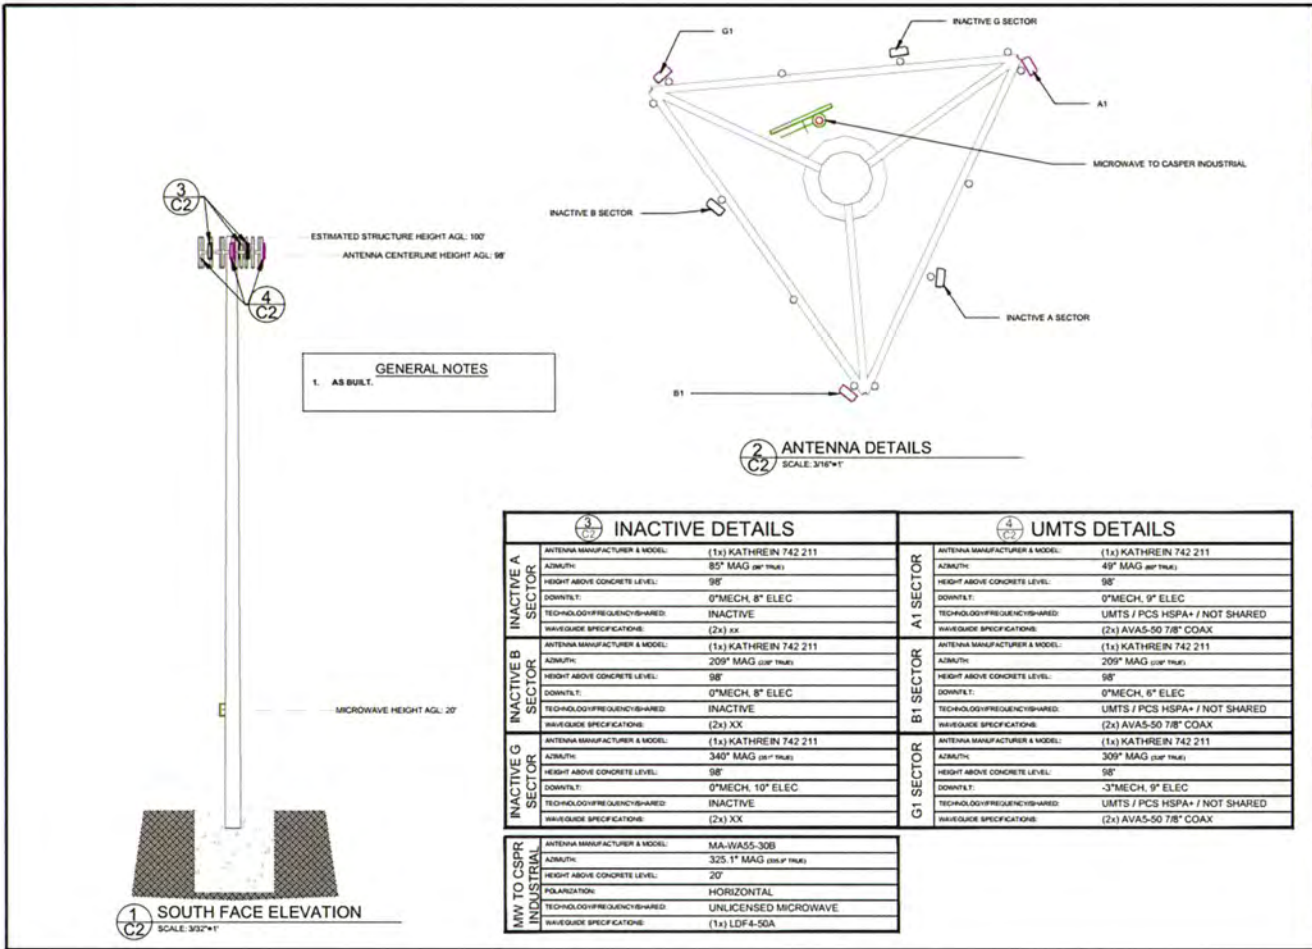 G1
INACTIVE G SECTOR
A1
MICROWAVE TO CASPER INDUSTRIAL
INACTIVE B SECTOR
INACTIVE A SECTOR
B1
2
C2
ANTENNA DETAILS
SCALE: 3/16"=1'
3
C2
ESTIMATED STRUCTURE HEIGHT AGL: 100'
ANTENNA CENTERLINE HEIGHT AGL: 98'
4
C2
GENERAL NOTES
1. AS BUILT.
MICROWAVE HEIGHT AGL: 20'
1
C2
SOUTH FACE ELEVATION
SCALE: 3/32"=1'
3
C2
INACTIVE DETAILS
INACTIVE A SECTOR
ANTENNA MANUFACTURER & MODEL: (1x) KATHREIN 742 211
AZIMUTH: 85° MAG
HEIGHT ABOVE CONCRETE LEVEL: 98'
DOWNTILT: 0°MECH, 8° ELEC
TECHNOLOGY/FREQUENCY/SHARED: INACTIVE
WAVEGUIDE SPECIFICATIONS: (2x) xx
INACTIVE B SECTOR
ANTENNA MANUFACTURER & MODEL: (1x) KATHREIN 742 211
AZIMUTH: 209° MAG
HEIGHT ABOVE CONCRETE LEVEL: 98'
DOWNTILT: 0°MECH, 8° ELEC
TECHNOLOGY/FREQUENCY/SHARED: INACTIVE
WAVEGUIDE SPECIFICATIONS: (2x) XX
INACTIVE G SECTOR
ANTENNA MANUFACTURER & MODEL: (1x) KATHREIN 742 211
AZIMUTH: 340° MAG
HEIGHT ABOVE CONCRETE LEVEL: 98'
DOWNTILT: 0°MECH, 10° ELEC
TECHNOLOGY/FREQUENCY/SHARED: INACTIVE
WAVEGUIDE SPECIFICATIONS: (2x) XX
4
C2
UMTS DETAILS
A1 SECTOR
ANTENNA MANUFACTURER & MODEL: (1x) KATHREIN 742 211
AZIMUTH: 49° MAG
HEIGHT ABOVE CONCRETE LEVEL: 98'
DOWNTILT: 0°MECH, 9° ELEC
TECHNOLOGY/FREQUENCY/SHARED: UMTS / PCS HSPA+ / NOT SHARED
WAVEGUIDE SPECIFICATIONS: (2x) AVA5-50 7/8" COAX
B1 SECTOR
ANTENNA MANUFACTURER & MODEL: (1x) KATHREIN 742 211
AZIMUTH: 209° MAG
HEIGHT ABOVE CONCRETE LEVEL: 98'
DOWNTILT: 0°MECH, 6° ELEC
TECHNOLOGY/FREQUENCY/SHARED: UMTS / PCS HSPA+ / NOT SHARED
WAVEGUIDE SPECIFICATIONS: (2x) AVA5-50 7/8" COAX
G1 SECTOR
ANTENNA MANUFACTURER & MODEL: (1x) KATHREIN 742 211
AZIMUTH: 309° MAG
HEIGHT ABOVE CONCRETE LEVEL: 98'
DOWNTILT: -3°MECH, 9° ELEC
TECHNOLOGY/FREQUENCY/SHARED: UMTS / PCS HSPA+ / NOT SHARED
WAVEGUIDE SPECIFICATIONS: (2x) AVA5-50 7/8" COAX
MW TO CSPR INDUSTRIAL
ANTENNA MANUFACTURER & MODEL: MA-WA55-30B
AZIMUTH: 325.1° MAG
HEIGHT ABOVE CONCRETE LEVEL: 20'
POLARIZATION: HORIZONTAL
TECHNOLOGY/FREQUENCY/SHARED: UNLICENSED MICROWAVE
WAVEGUIDE SPECIFICATIONS: (1x) LDF4-50A